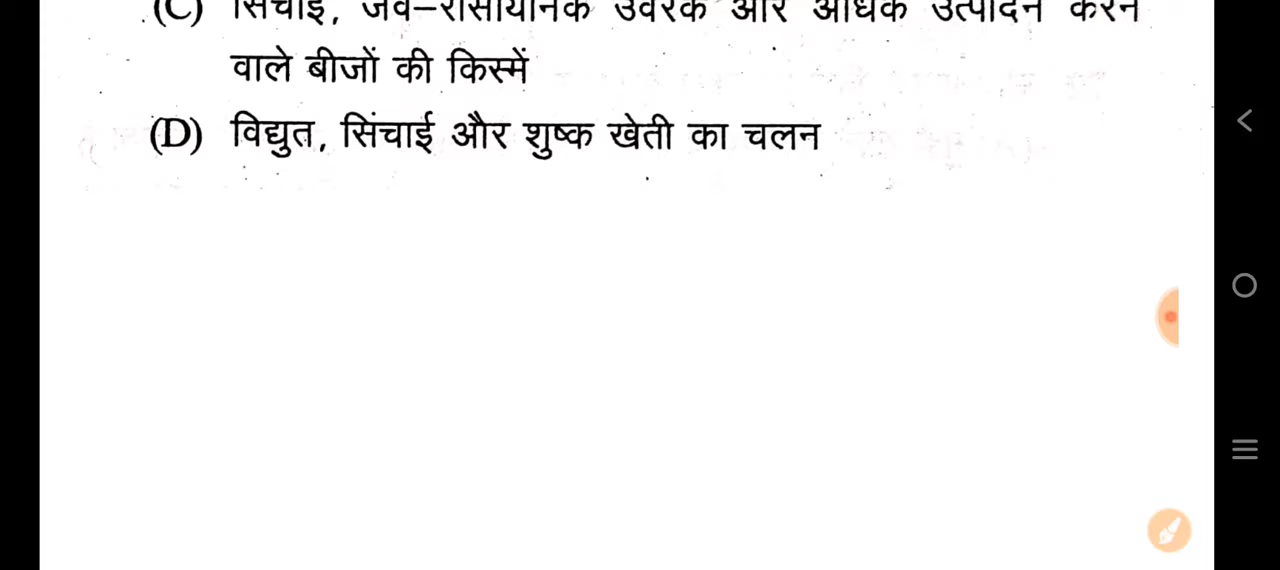 (C) सिंचाई, जैव–रासायनिक उर्वरक और अधिक उत्पादन करने
वाले बीजों की किस्में
(D) विद्युत, सिंचाई और शुष्क खेती का चलन